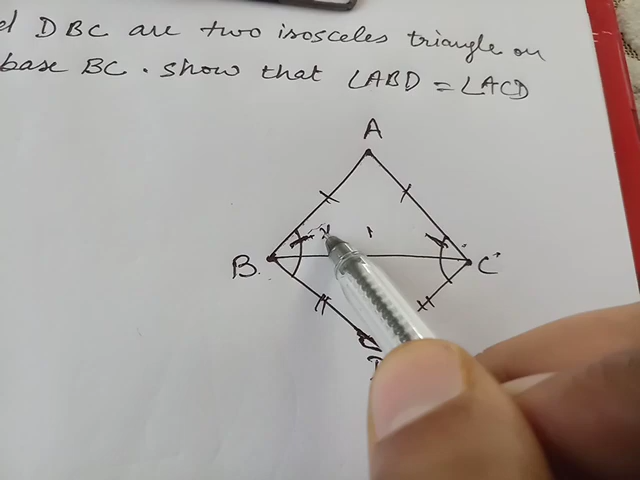 DBC are two isosceles triangle on
base BC. show that ∠ABD = ∠ACD
A
B
C